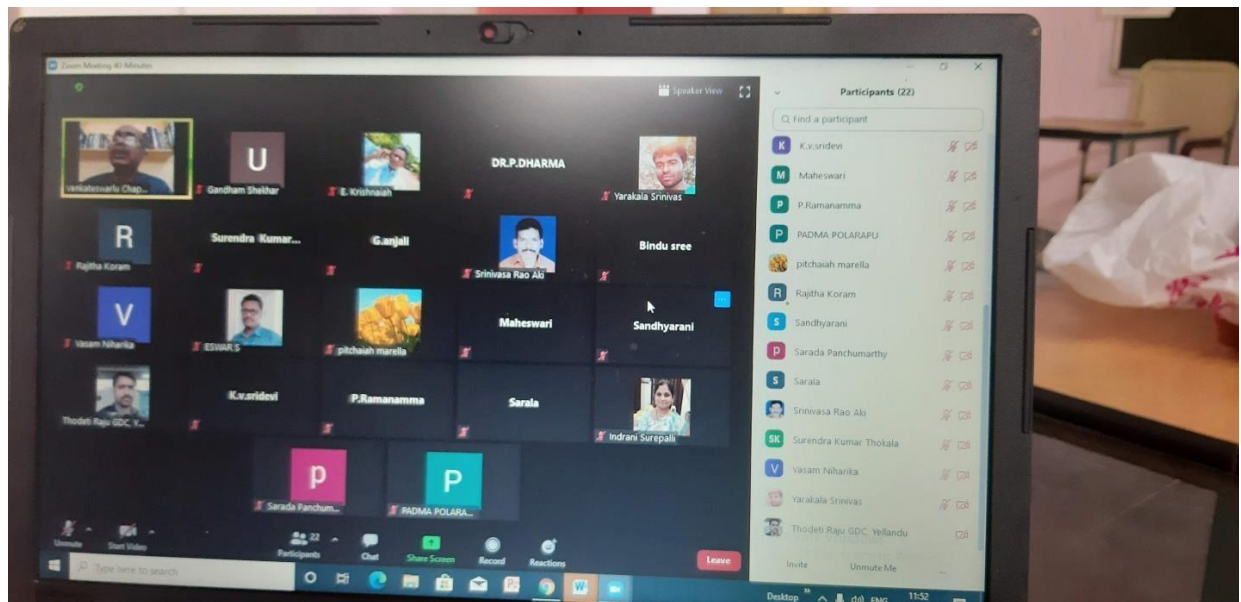 Zoom Meeting 40-Minutes
Speaker View
Venkateswarlu Chap...
U
Gandham Shekhar
E. Krishnaiah
DR.P.DHARMA
Yarakala Srinivas
R
Rajitha Koram
Surendra Kumar...
G.anjali
Srinivasa Rao Aki
Bindu sree
V
Vasam Niharika
ESWAR S
pitchaiah marella
Maheswari
Sandhyarani
Thodeti Raju GDC, Y...
K.v.sridevi
P.Ramanamma
Sarala
Indrani Surepalli
p
Sarada Panchum...
P
PADMA POLARA...
Unmute
Start Video
22
Participants
Chat
Share Screen
Record
Reactions
Leave
Participants (22)
Find a participant
K K.v.sridevi
M Maheswari
P P.Ramanamma
P PADMA POLARAPU
pitchaiah marella
R Rajitha Koram
S Sandhyarani
p Sarada Panchumarthy
S Sarala
Srinivasa Rao Aki
SK Surendra Kumar Thokala
V Vasam Niharika
Yarakala Srinivas
Thodeti Raju GDC, Yellandu
Invite
Unmute Me
...
Type here to search
W
Desktop
ENG
11:52